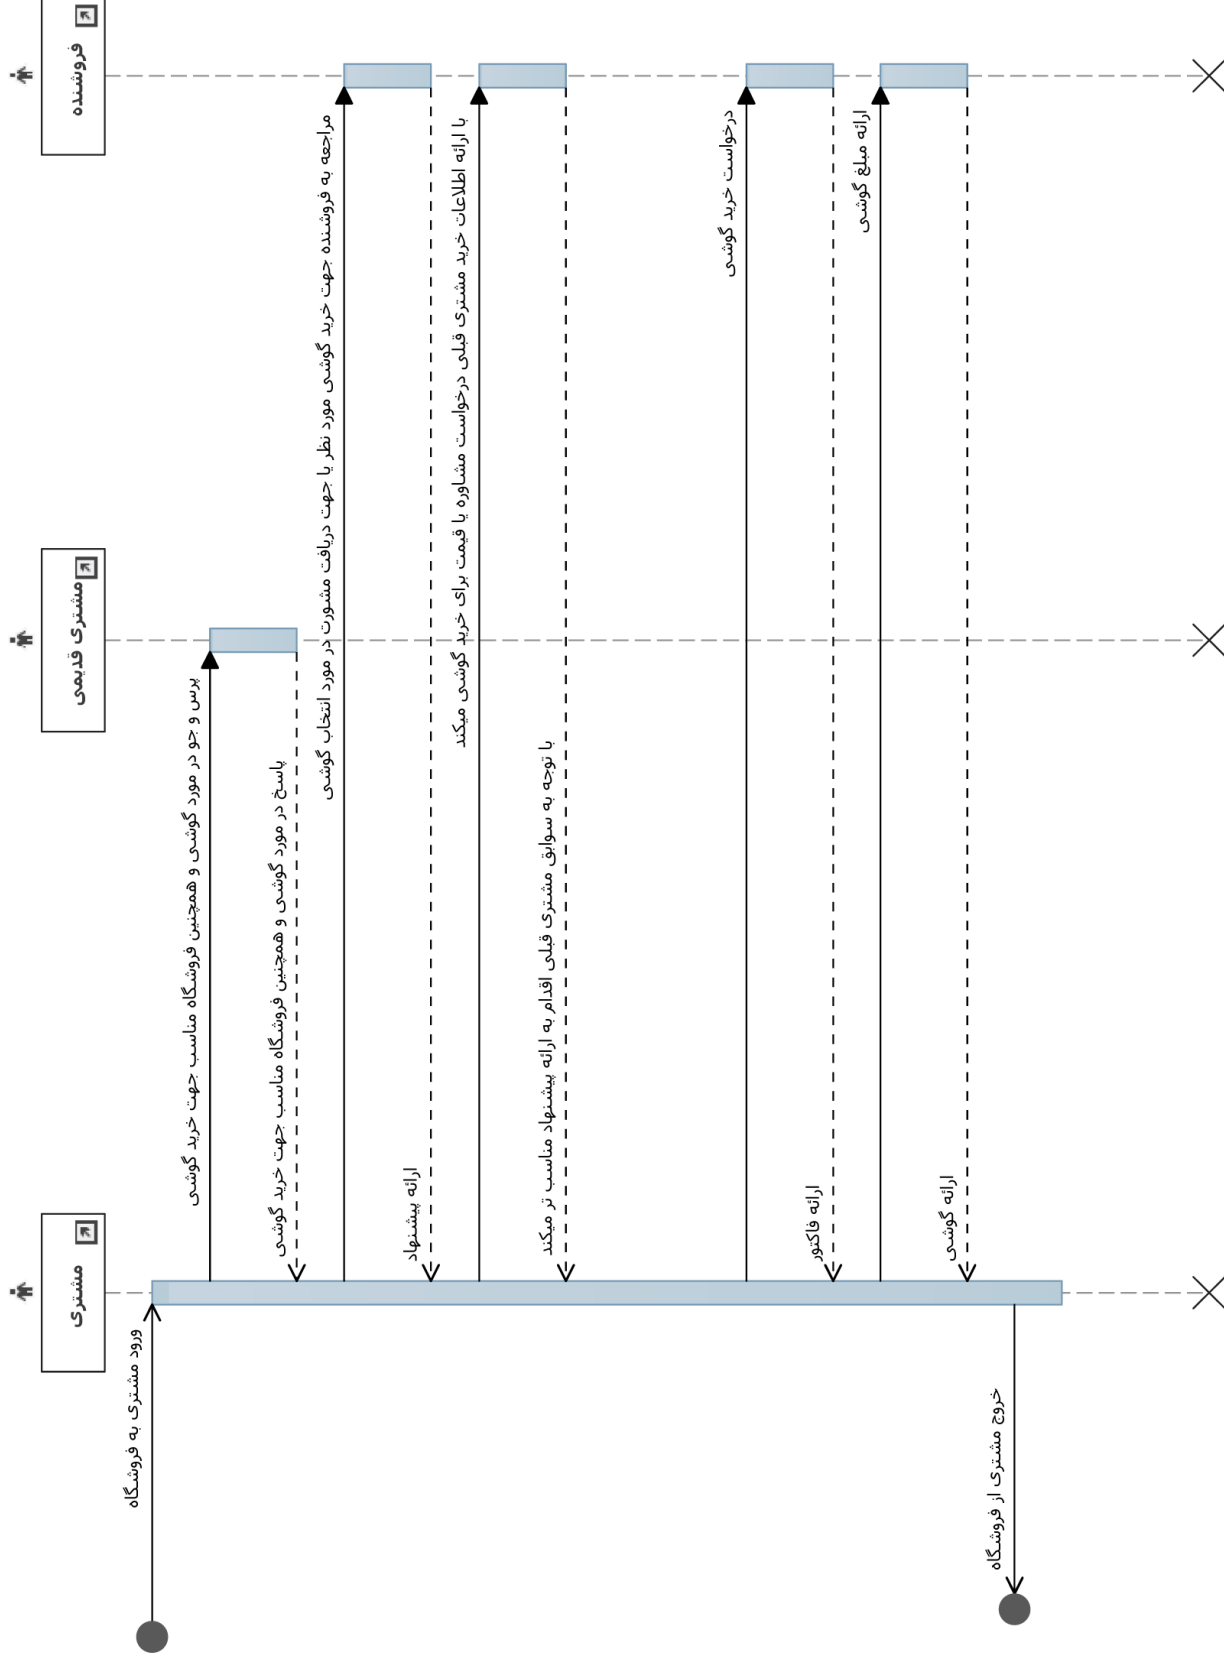 مشتری
مشتری قدیمی
فروشنده
ورود مشتری به فروشگاه
پرس و جو در مورد گوشی و همچنین فروشگاه مناسب جهت خرید گوشی
پاسخ در مورد گوشی و همچنین فروشگاه مناسب جهت خرید گوشی
مراجعه به فروشنده جهت خرید گوشی مورد نظر یا جهت دریافت مشورت در مورد انتخاب گوشی
ارائه پیشنهاد
با ارائه اطلاعات خرید مشتری قبلی درخواست مشاوره یا قیمت برای خرید گوشی میکند
با توجه به سوابق مشتری قبلی اقدام به ارائه پیشنهاد مناسب تر میکند
درخواست خرید گوشی
ارائه فاکتور
ارائه مبلغ گوشی
ارائه گوشی
خروج مشتری از فروشگاه